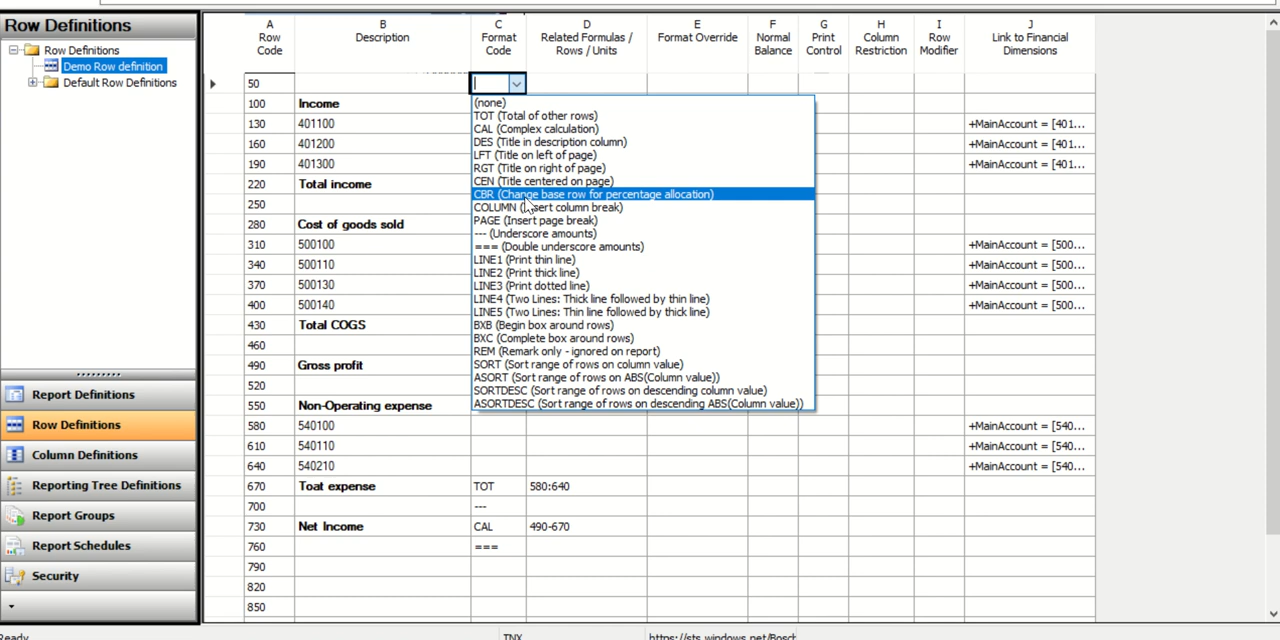 Row Definitions
Row Definitions
Demo Row definition
Default Row Definitions
Report Definitions
Row Definitions
Column Definitions
Reporting Tree Definitions
Report Groups
Report Schedules
Security
A Row Code
B Description
C Format Code
D Related Formulas / Rows / Units
E Format Override
F Normal Balance
G Print Control
H Column Restriction
I Row Modifier
J Link to Financial Dimensions
50
(none)
TOT (Total of other rows)
CAL (Complex calculation)
DES (Title in description column)
LFT (Title on left of page)
RGT (Title on right of page)
CEN (Title centered on page)
CBR (Change base row for percentage allocation)
COLUMN (Insert column break)
PAGE (Insert page break)
--- (Underscore amounts)
=== (Double underscore amounts)
LINE1 (Print thin line)
LINE2 (Print thick line)
LINE3 (Print dotted line)
LINE4 (Two Lines: Thick line followed by thin line)
LINE5 (Two Lines: Thin line followed by thick line)
BXB (Begin box around rows)
BXC (Complete box around rows)
REM (Remark only - ignored on report)
SORT (Sort range of rows on column value)
ASORT (Sort range of rows on ABS(Column value))
SORTDESC (Sort range of rows on descending column value)
ASORTDESC (Sort range of rows on descending ABS(Column value))
100 Income
130 401100 +MainAccount = [401...
160 401200 +MainAccount = [401...
190 401300 +MainAccount = [401...
220 Total income
250
280 Cost of goods sold
310 500100 +MainAccount = [500...
340 500110 +MainAccount = [500...
370 500130 +MainAccount = [500...
400 500140 +MainAccount = [500...
430 Total COGS
460
490 Gross profit
520
550 Non-Operating expense
580 540100 +MainAccount = [540...
610 540110 +MainAccount = [540...
640 540210 +MainAccount = [540...
670 Toat expense TOT 580:640
700 ---
730 Net Income CAL 490-670
760 ===
790
820
850
Ready TNX https://sts.windows.net/Bosch